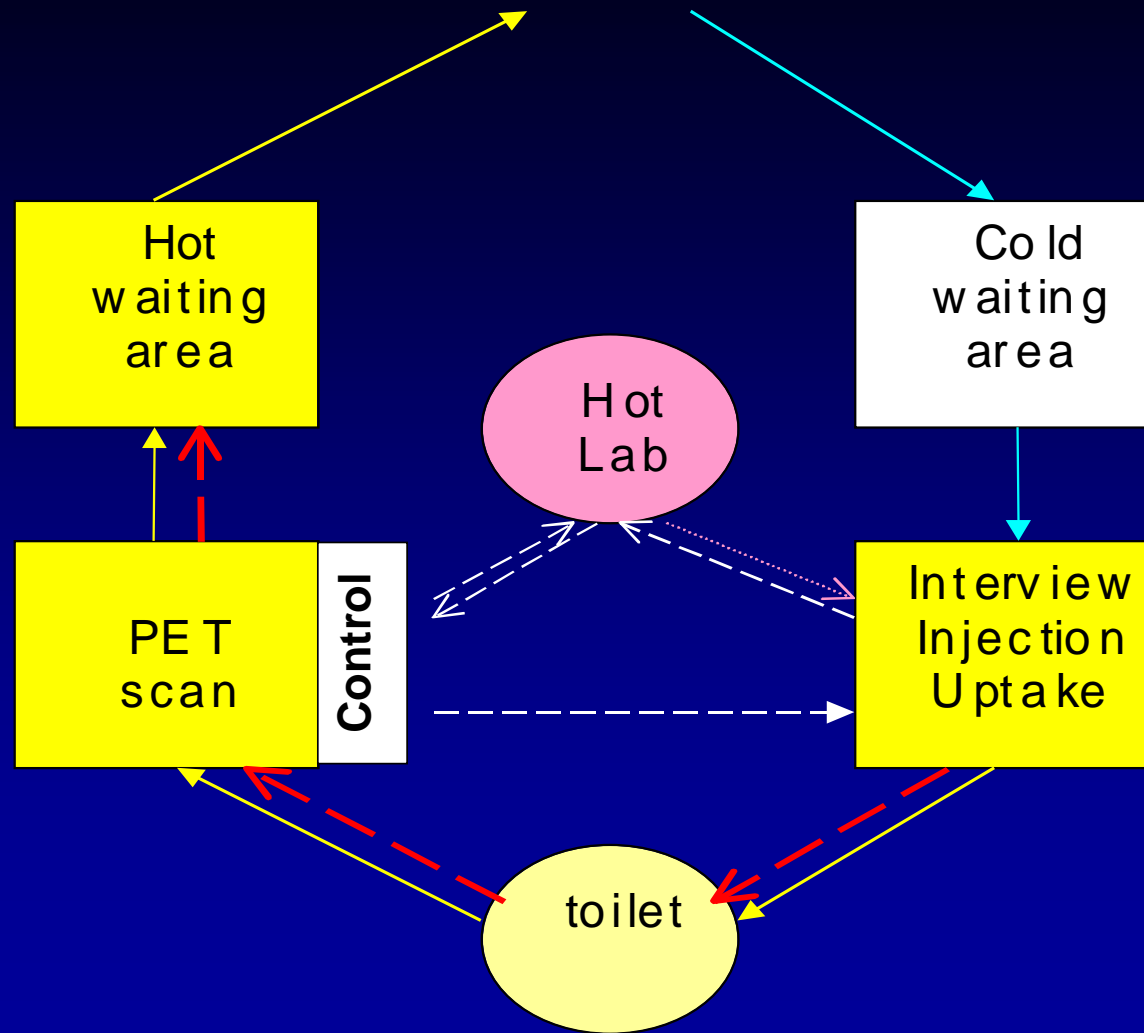 Hot
waiting
area
Cold
waiting
area
Hot
Lab
PET
scan
Control
Interview
Injection
Uptake
toilet